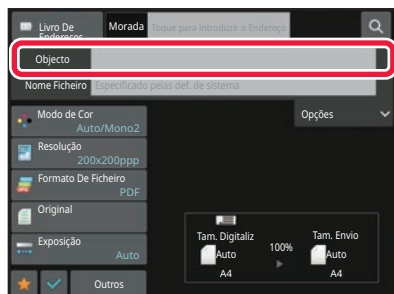 Livro De Endereços
Morada
Toque para introduzir o Endereço
Objecto
Nome Ficheiro
Especificado pelas def. de sistema
Modo de Cor
Auto/Mono2
Opções
Resolução
200x200ppp
Formato De Ficheiro
PDF
Original
Exposição
Auto
Tam. Digitaliz
Auto
A4
100%
Tam. Envio
Auto
A4
Outros